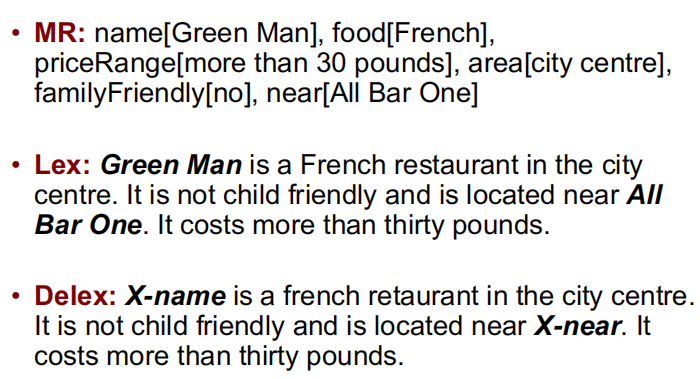 • MR: name[Green Man], food[French],
priceRange[more than 30 pounds], area[city centre],
familyFriendly[no], near[All Bar One]
• Lex: Green Man is a French restaurant in the city
centre. It is not child friendly and is located near All
Bar One. It costs more than thirty pounds.
• Delex: X-name is a french retaurant in the city centre.
It is not child friendly and is located near X-near. It
costs more than thirty pounds.